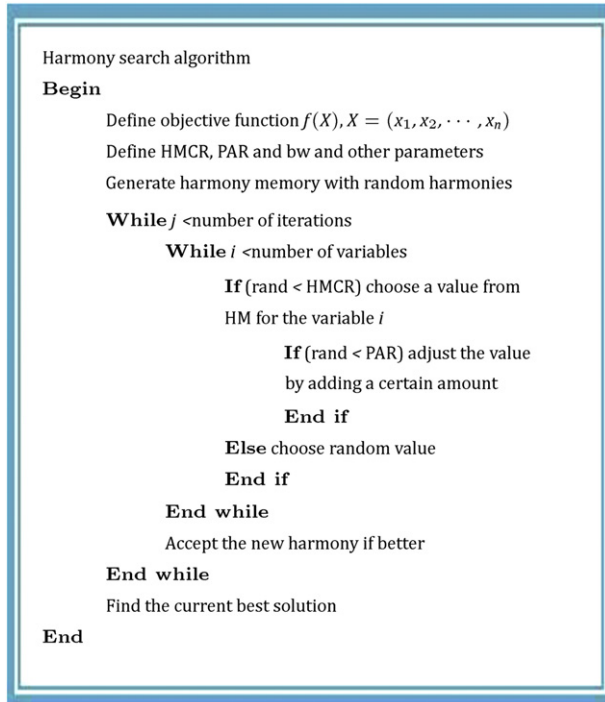 Harmony search algorithm
Begin
Define objective function f(X), X = (x₁, x₂, ⋯ , xₙ)
Define HMCR, PAR and bw and other parameters
Generate harmony memory with random harmonies
While j <number of iterations
While i <number of variables
If (rand < HMCR) choose a value from
HM for the variable i
If (rand < PAR) adjust the value
by adding a certain amount
End if
Else choose random value
End if
End while
Accept the new harmony if better
End while
Find the current best solution
End